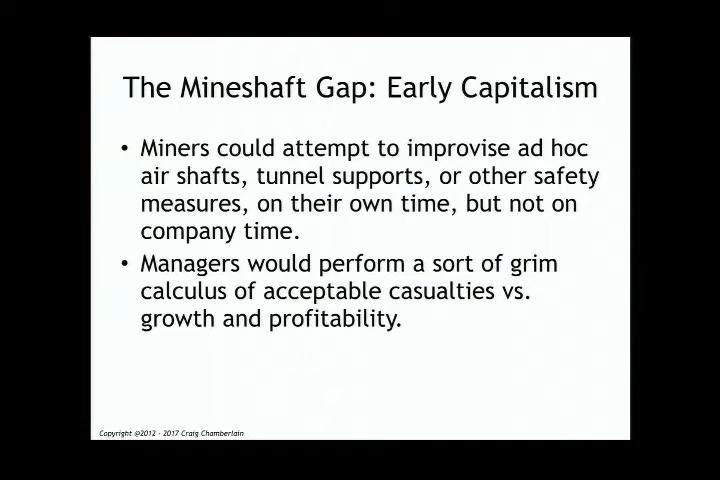 The Mineshaft Gap: Early Capitalism
• Miners could attempt to improvise ad hoc
air shafts, tunnel supports, or other safety
measures, on their own time, but not on
company time.
• Managers would perform a sort of grim
calculus of acceptable casualties vs.
growth and profitability.
Copyright @2012 - 2017 Craig Chamberlain